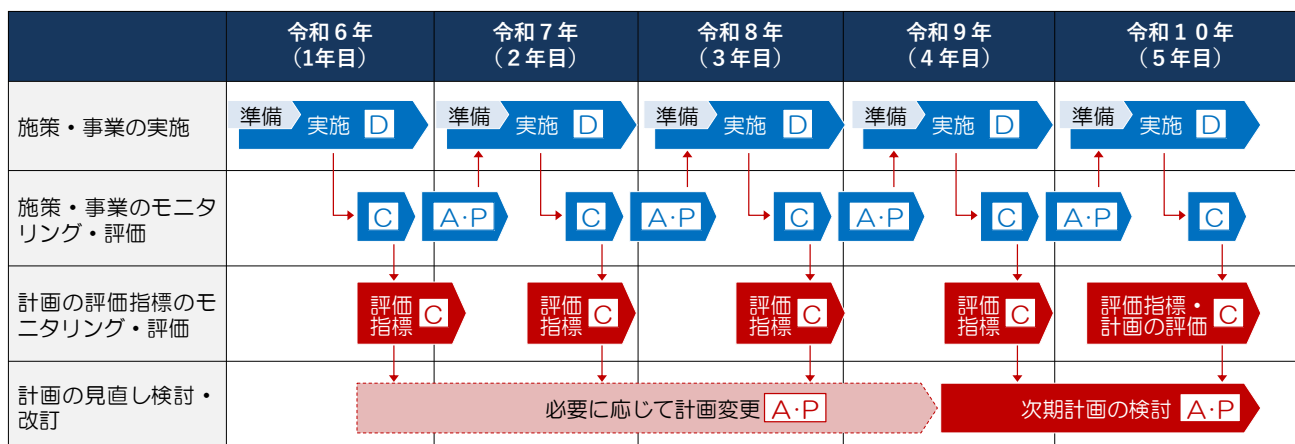 令和６年
（1年目）
令和７年
（２年目）
令和８年
（３年目）
令和９年
（４年目）
令和１０年
（５年目）
施策・事業の実施
準備 実施 D
準備 実施 D
準備 実施 D
準備 実施 D
準備 実施 D
施策・事業のモニタ
リング・評価
C
A・P
C
A・P
C
A・P
C
A・P
C
計画の評価指標のモ
ニタリング・評価
評価
指標 C
評価
指標 C
評価
指標 C
評価
指標 C
評価指標・
計画の評価 C
計画の見直し検討・
改訂
必要に応じて計画変更 A・P
次期計画の検討 A・P